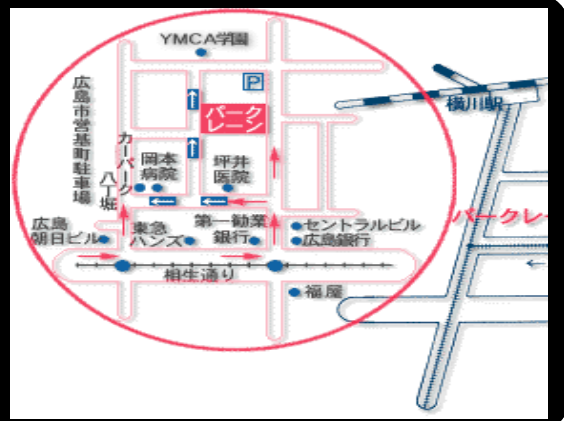 YMCA学園
P
広島市営基町駐車場
カーパーク
八丁堀
パーク
レーン
岡本
病院
坪井
医院
横川駅
広島
朝日ビル
東急
ハンズ
第一勧業
銀行
セントラルビル
広島銀行
パークレー
相生通り
福屋